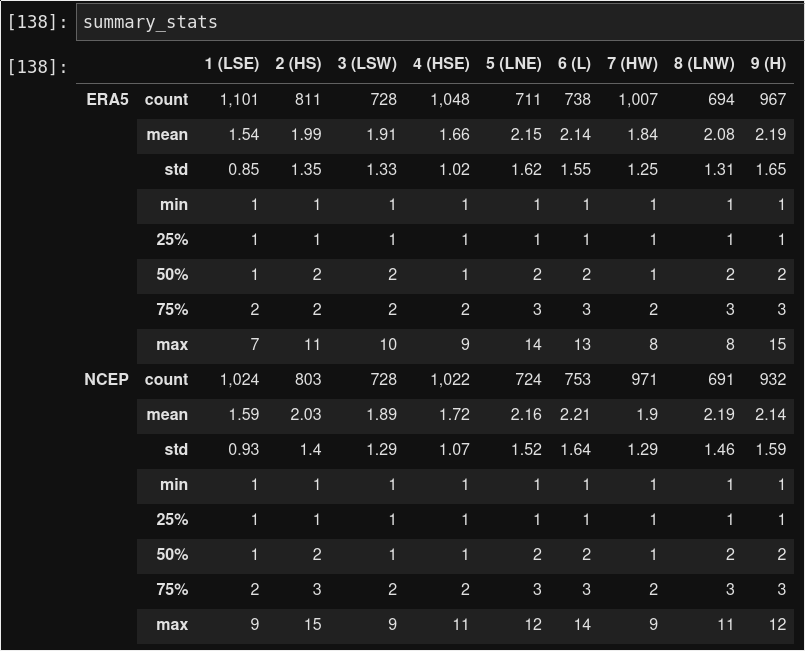 [138]: summary_stats
[138]: 1 (LSE) 2 (HS) 3 (LSW) 4 (HSE) 5 (LNE) 6 (L) 7 (HW) 8 (LNW) 9 (H)
ERA5 count 1,101 811 728 1,048 711 738 1,007 694 967
mean 1.54 1.99 1.91 1.66 2.15 2.14 1.84 2.08 2.19
std 0.85 1.35 1.33 1.02 1.62 1.55 1.25 1.31 1.65
min 1 1 1 1 1 1 1 1 1
25% 1 1 1 1 1 1 1 1 1
50% 1 2 2 1 2 2 1 2 2
75% 2 2 2 2 3 3 2 3 3
max 7 11 10 9 14 13 8 8 15
NCEP count 1,024 803 728 1,022 724 753 971 691 932
mean 1.59 2.03 1.89 1.72 2.16 2.21 1.9 2.19 2.14
std 0.93 1.4 1.29 1.07 1.52 1.64 1.29 1.46 1.59
min 1 1 1 1 1 1 1 1 1
25% 1 1 1 1 1 1 1 1 1
50% 1 2 1 1 2 2 1 2 2
75% 2 3 2 2 3 3 2 3 3
max 9 15 9 11 12 14 9 11 12